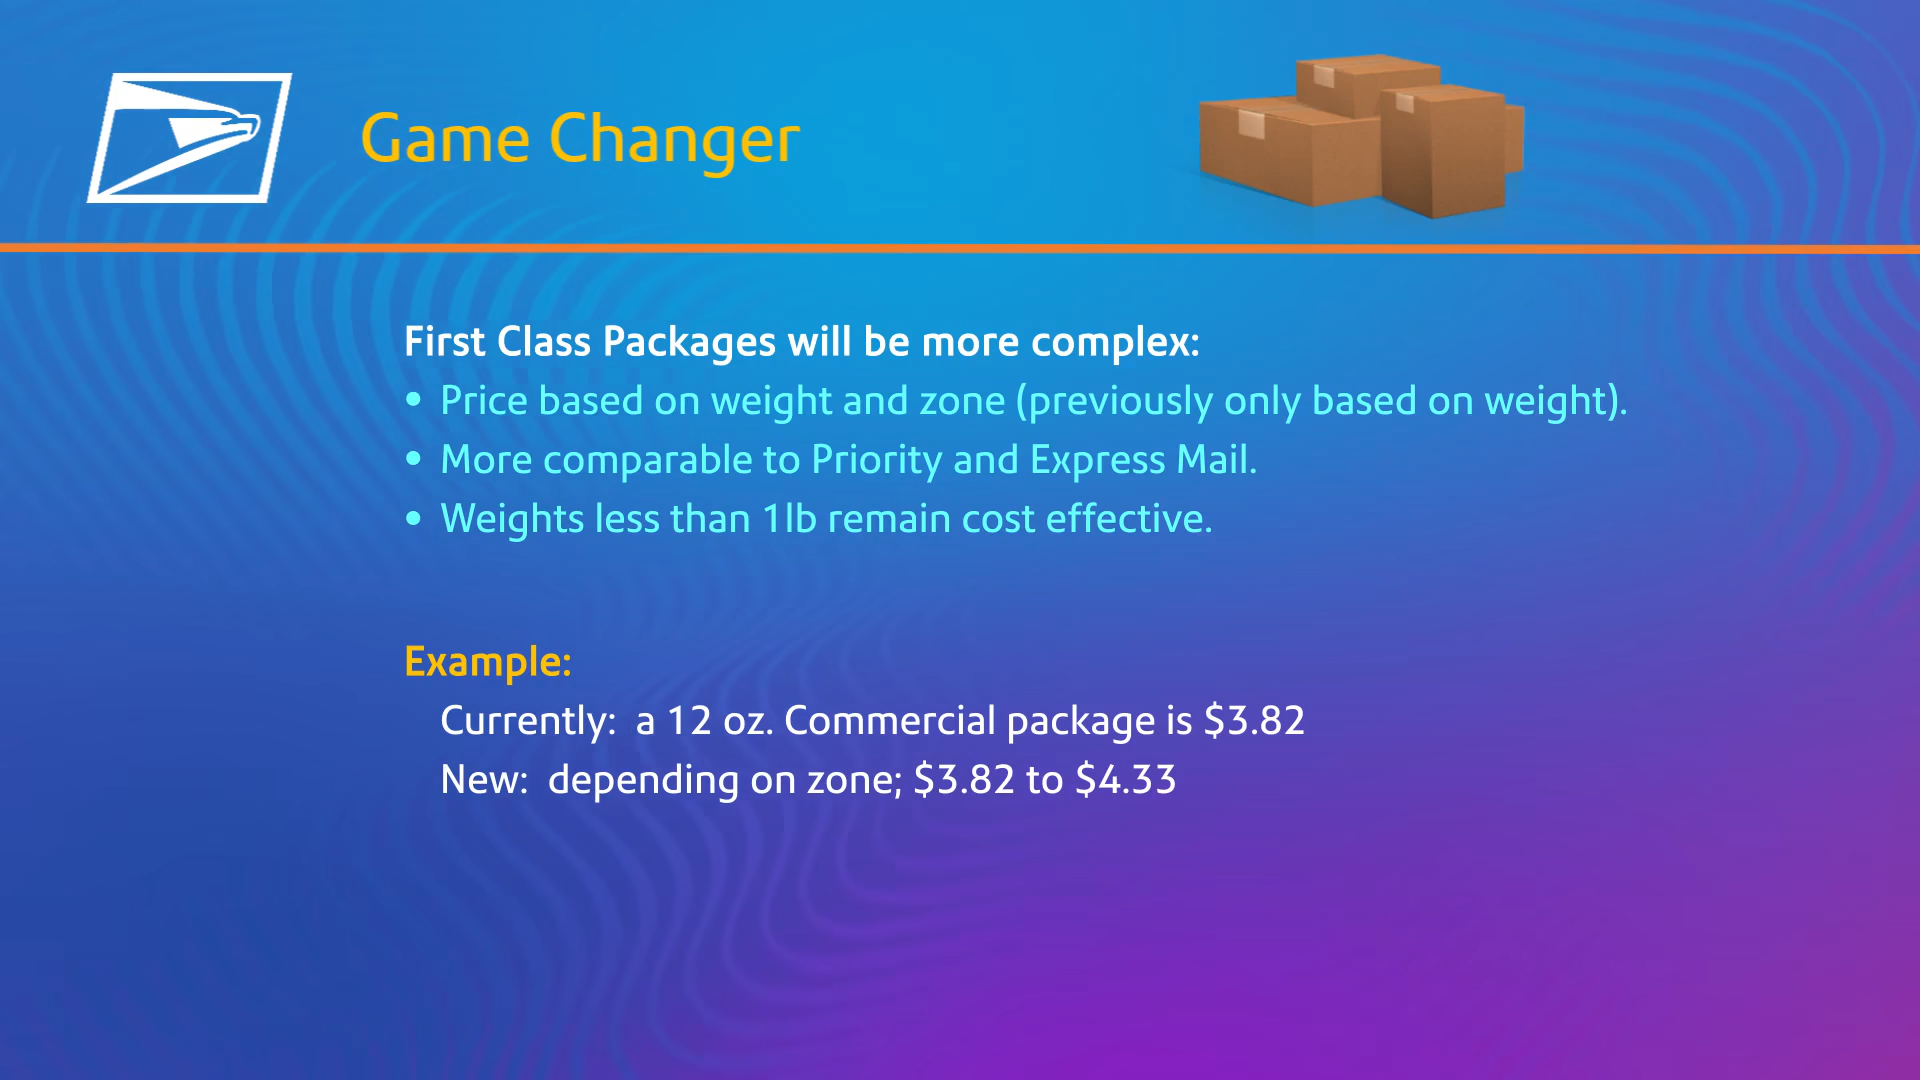 Game Changer
First Class Packages will be more complex:
• Price based on weight and zone (previously only based on weight).
• More comparable to Priority and Express Mail.
• Weights less than 1lb remain cost effective.
Example:
Currently:  a 12 oz. Commercial package is $3.82
New:  depending on zone; $3.82 to $4.33